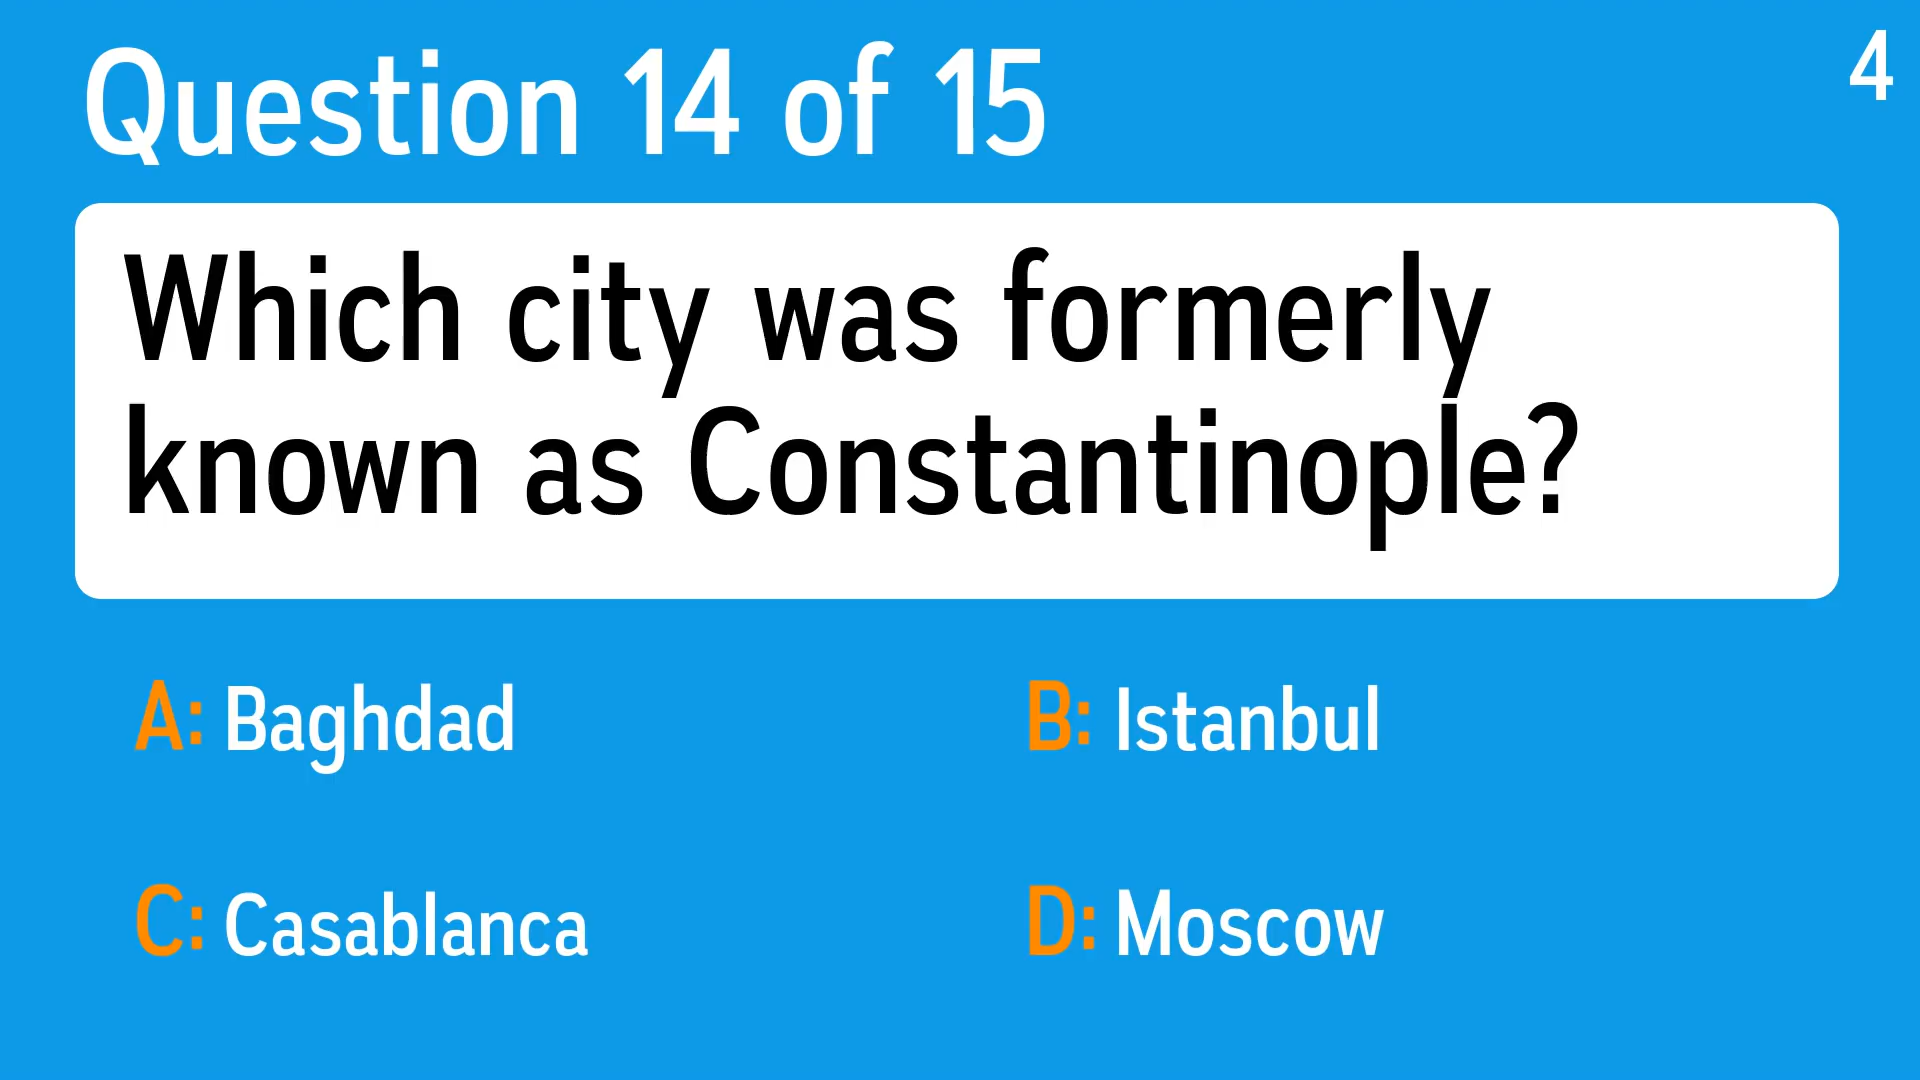 Question 14 of 15
4
Which city was formerly
known as Constantinople?
A: Baghdad
B: Istanbul
C: Casablanca
D: Moscow